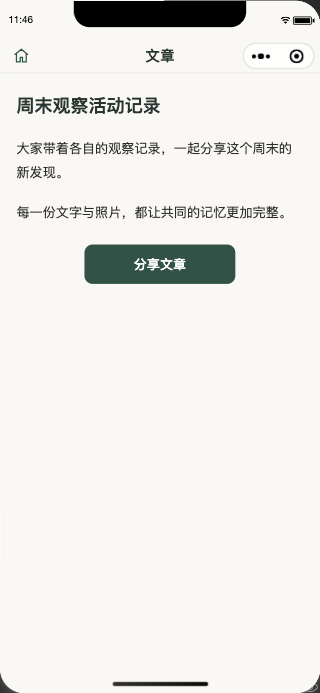 11:46
文章
周末观察活动记录
大家带着各自的观察记录，一起分享这个周末的
新发现。
每一份文字与照片，都让共同的记忆更加完整。
分享文章